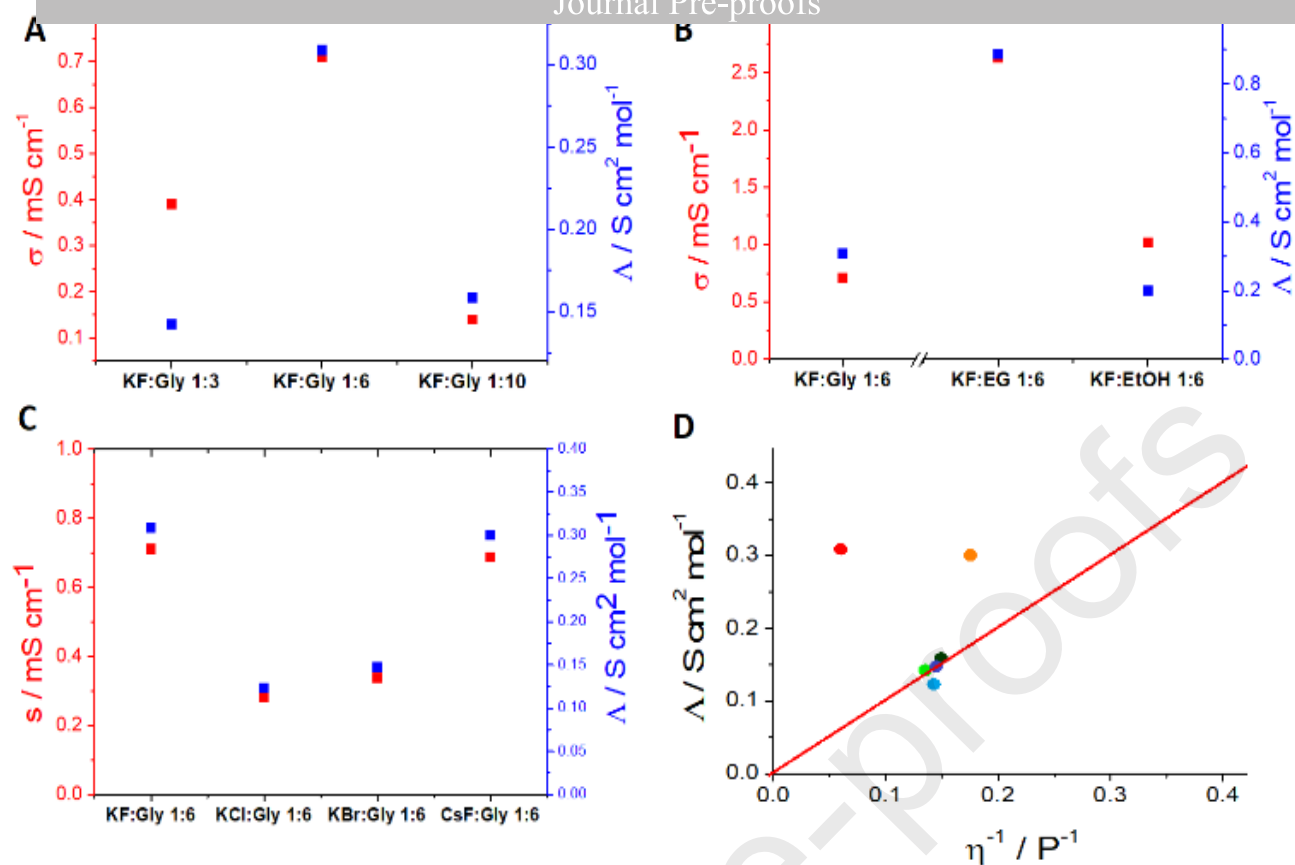 Journal Pre-proofs
A
σ / mS cm-1
0.7
0.6
0.5
0.4
0.3
0.2
0.1
0.30
0.25
0.20
0.15
Λ / S cm2 mol-1
KF:Gly 1:3 KF:Gly 1:6 KF:Gly 1:10
B
σ / mS cm-1
2.5
2.0
1.5
1.0
0.5
0.0
0.8
0.6
0.4
0.2
0.0
Λ / S cm2 mol-1
KF:Gly 1:6 KF:EG 1:6 KF:EtOH 1:6
C
s / mS cm-1
1.0
0.8
0.6
0.4
0.2
0.0
0.40
0.35
0.30
0.25
0.20
0.15
0.10
0.05
0.00
Λ / S cm2 mol-1
KF:Gly 1:6 KCl:Gly 1:6 KBr:Gly 1:6 CsF:Gly 1:6
D
Λ / S cm2 mol-1
0.4
0.3
0.2
0.1
0.0
0.0 0.1 0.2 0.3 0.4
η-1 / P-1
e-proofs